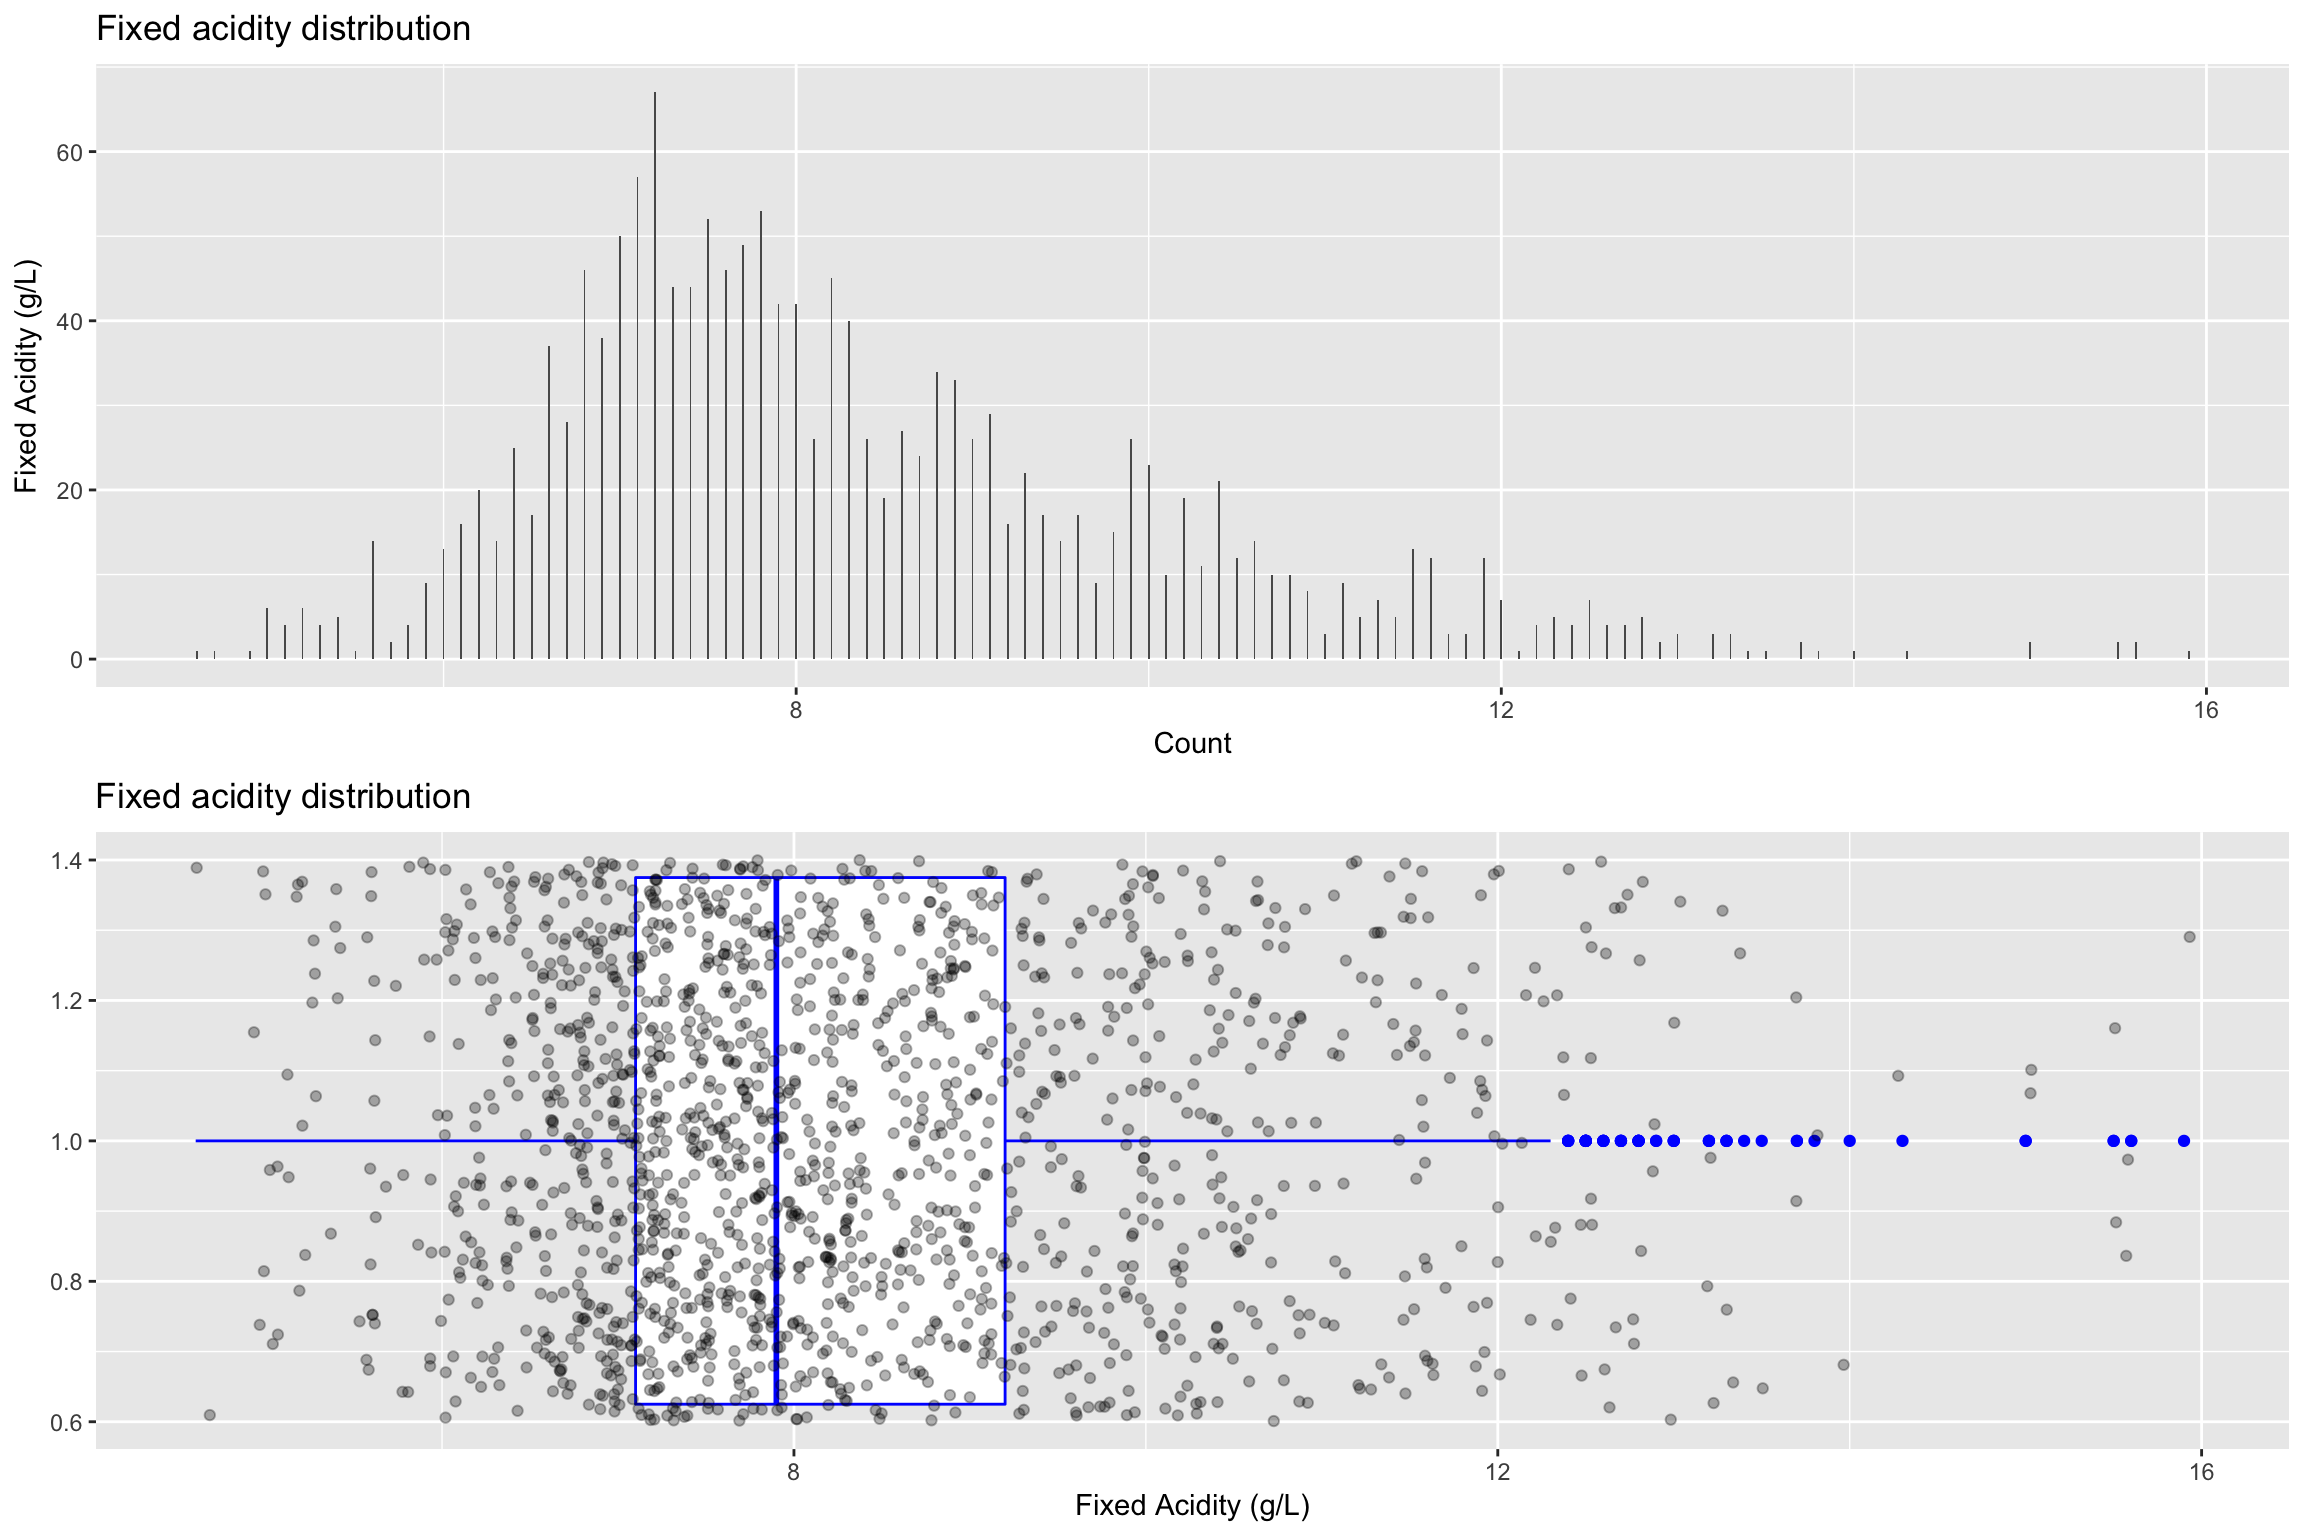 Fixed acidity distribution
Fixed Acidity (g/L)
60
40
20
0
8 12 16
Count
Fixed acidity distribution
1.4
1.2
1.0
0.8
0.6
8 12 16
Fixed Acidity (g/L)